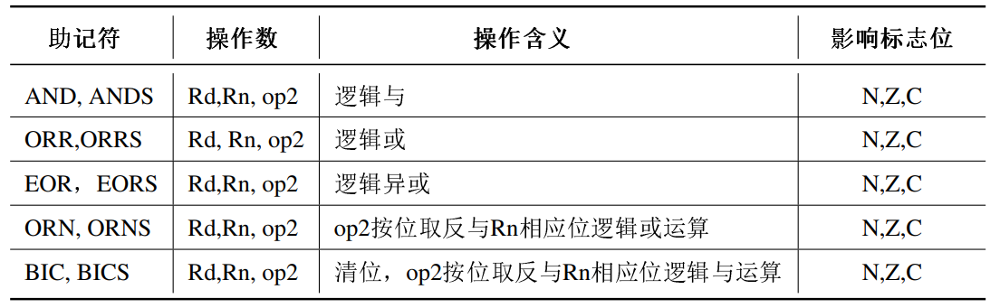 助记符 操作数 操作含义 影响标志位
AND, ANDS Rd,Rn, op2 逻辑与 N,Z,C
ORR,ORRS Rd, Rn, op2 逻辑或 N,Z,C
EOR，EORS Rd,Rn, op2 逻辑异或 N,Z,C
ORN, ORNS Rd,Rn, op2 op2按位取反与Rn相应位逻辑或运算 N,Z,C
BIC, BICS Rd,Rn, op2 清位，op2按位取反与Rn相应位逻辑与运算 N,Z,C